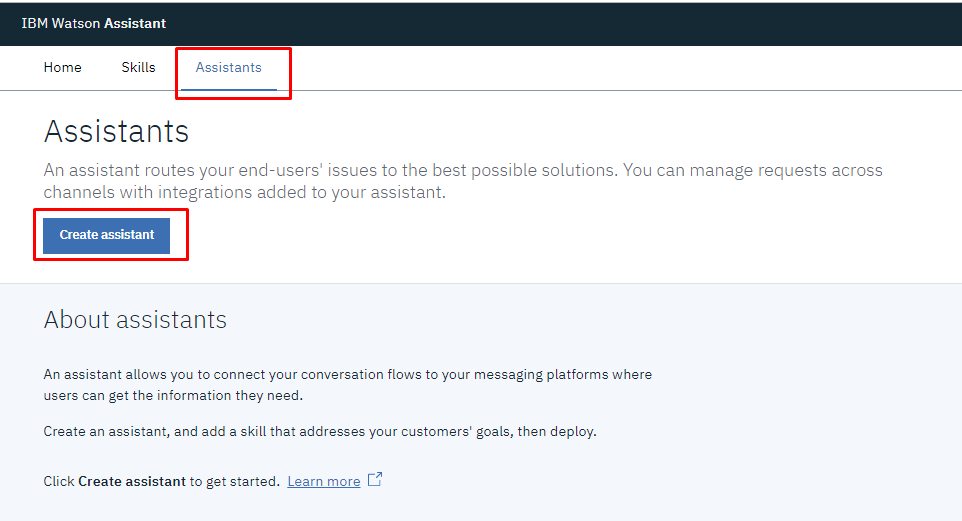 IBM Watson Assistant
Home Skills Assistants
Assistants
An assistant routes your end-users' issues to the best possible solutions. You can manage requests across
channels with integrations added to your assistant.
Create assistant
About assistants
An assistant allows you to connect your conversation flows to your messaging platforms where
users can get the information they need.
Create an assistant, and add a skill that addresses your customers' goals, then deploy.
Click Create assistant to get started. Learn more